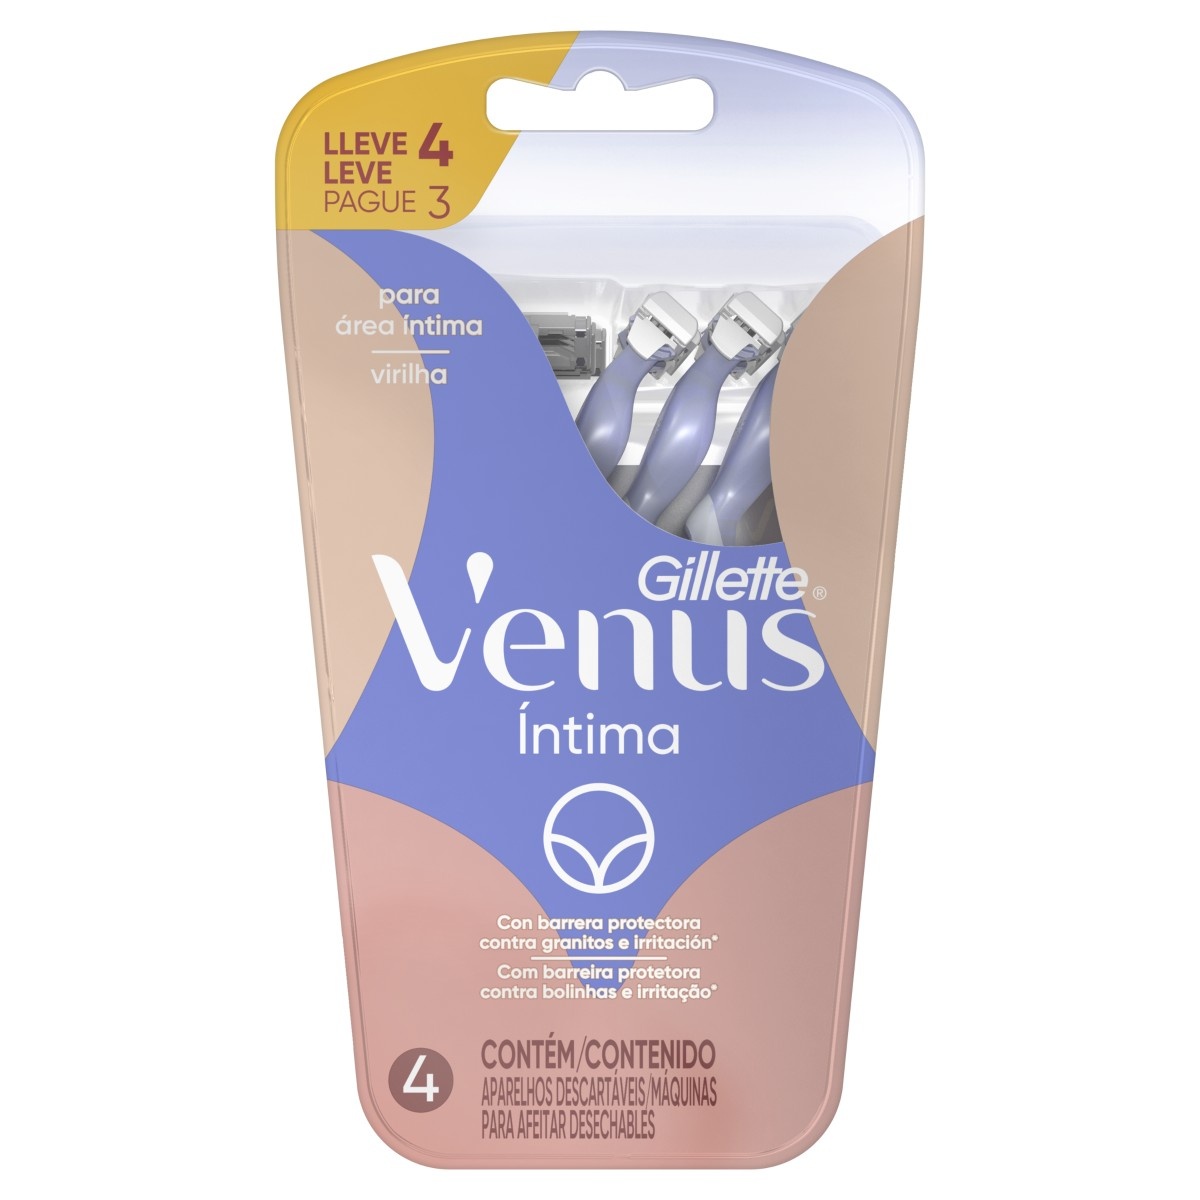 LLEVE 4
LEVE
PAGUE 3
para
área íntima
virilha
Gillette®
Venus
Íntima
Con barrera protectora
contra granitos e irritación*
Com barreira protetora
contra bolinhas e irritação*
4
CONTÉM/CONTENIDO
APARELHOS DESCARTÁVEIS/MÁQUINAS
PARA AFEITAR DESECHABLES